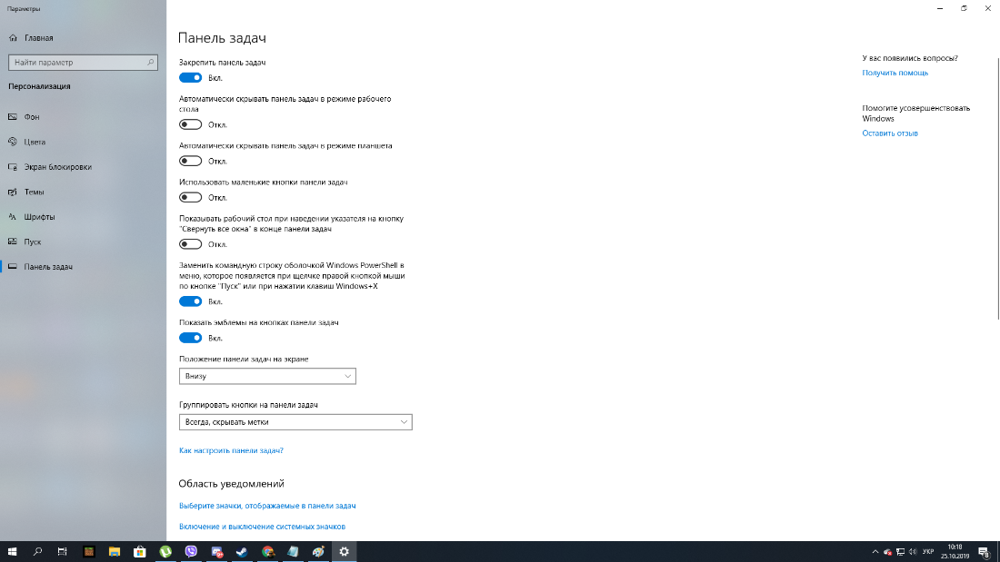 Параметры
Главная
Найти параметр
Персонализация
Фон
Цвета
Экран блокировки
Темы
Шрифты
Пуск
Панель задач
Панель задач
Закрепить панель задач
Вкл.
Автоматически скрывать панель задач в режиме рабочего
стола
Откл.
Автоматически скрывать панель задач в режиме планшета
Откл.
Использовать маленькие кнопки панели задач
Откл.
Показывать рабочий стол при наведении указателя на кнопку
"Свернуть все окна" в конце панели задач
Откл.
Заменить командную строку оболочкой Windows PowerShell в
меню, которое появляется при щелчке правой кнопкой мыши
по кнопке "Пуск" или при нажатии клавиш Windows+X
Вкл.
Показать эмблемы на кнопках панели задач
Вкл.
Положение панели задач на экране
Внизу
Группировать кнопки на панели задач
Всегда, скрывать метки
Как настроить панели задач?
Область уведомлений
Выберите значки, отображаемые в панели задач
Включение и выключение системных значков
У вас появились вопросы?
Получить помощь
Помогите усовершенствовать
Windows
Оставить отзыв
УКР
10:18
25.10.2019